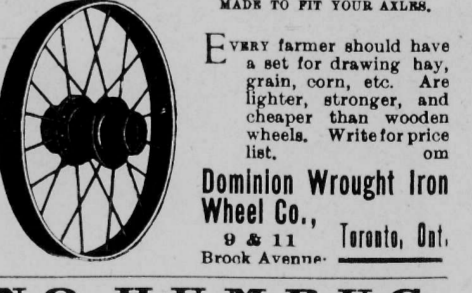 MADE TO FIT YOUR AXLES.
EVERY farmer should have
a set for drawing hay,
grain, corn, etc. Are
lighter, stronger, and
cheaper than wooden
wheels. Write for price
list. om
Dominion Wrought Iron
Wheel Co.,
9 & 11
Brook Avenue. Toronto, Ont.